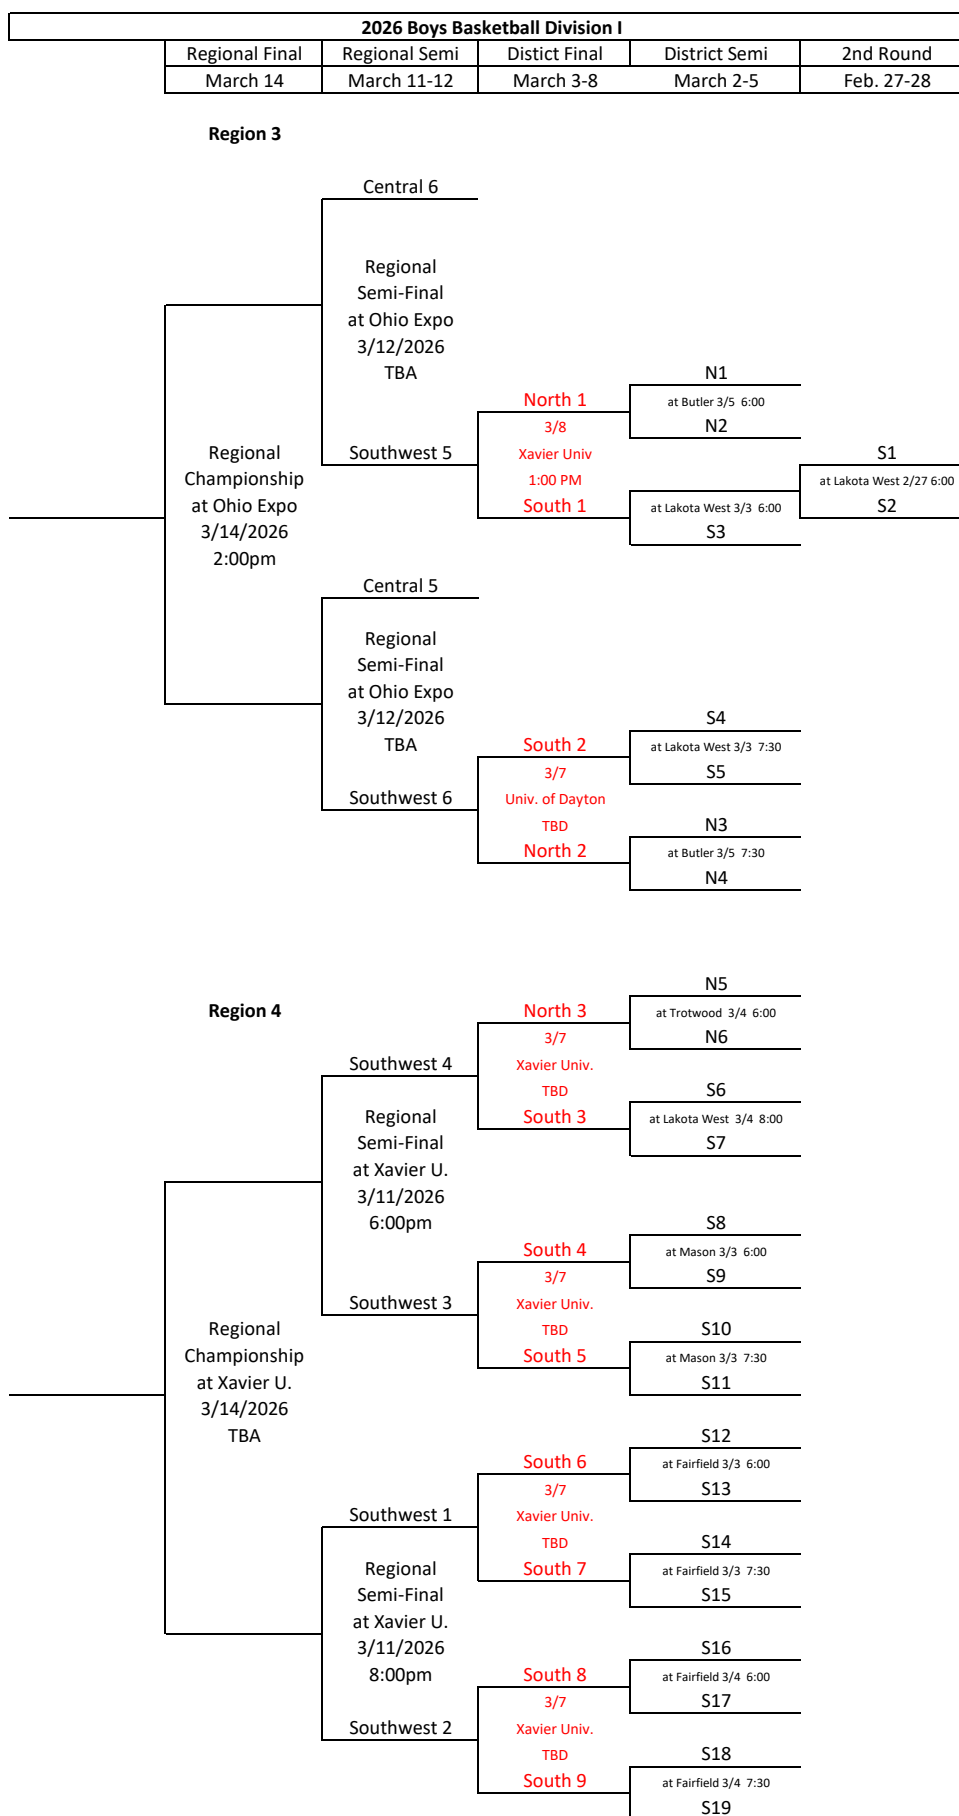 2026 Boys Basketball Division I
Regional Final Regional Semi Distict Final District Semi 2nd Round
March 14 March 11-12 March 3-8 March 2-5 Feb. 27-28
Region 3
Central 6
Regional
Semi-Final
at Ohio Expo
3/12/2026
TBA
N1
North 1
at Butler 3/5 6:00
N2
3/8
Southwest 5
Xavier Univ
1:00 PM
South 1
S1
at Lakota West 2/27 6:00
S2
at Lakota West 3/3 6:00
S3
Regional
Championship
at Ohio Expo
3/14/2026
2:00pm
Central 5
Regional
Semi-Final
at Ohio Expo
3/12/2026
TBA
S4
South 2
at Lakota West 3/3 7:30
S5
3/7
Southwest 6
Univ. of Dayton
TBD
N3
North 2
at Butler 3/5 7:30
N4
Region 4
N5
North 3
at Trotwood 3/4 6:00
N6
3/7
Southwest 4
Xavier Univ.
TBD
S6
South 3
at Lakota West 3/4 8:00
S7
Regional
Semi-Final
at Xavier U.
3/11/2026
6:00pm
S8
South 4
at Mason 3/3 6:00
S9
3/7
Southwest 3
Xavier Univ.
TBD
S10
South 5
at Mason 3/3 7:30
S11
Regional
Championship
at Xavier U.
3/14/2026
TBA
S12
South 6
at Fairfield 3/3 6:00
S13
3/7
Southwest 1
Xavier Univ.
TBD
S14
South 7
at Fairfield 3/3 7:30
S15
Regional
Semi-Final
at Xavier U.
3/11/2026
8:00pm
S16
South 8
at Fairfield 3/4 6:00
S17
3/7
Southwest 2
Xavier Univ.
TBD
S18
South 9
at Fairfield 3/4 7:30
S19